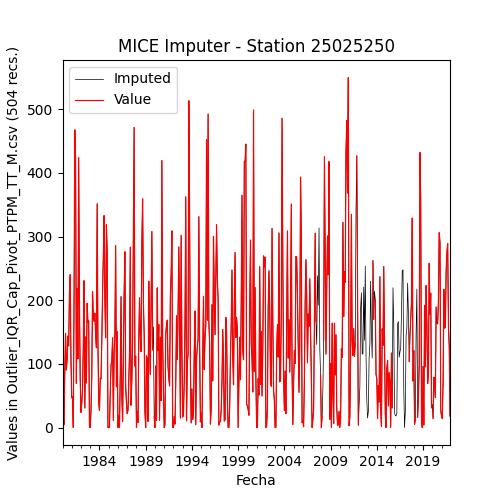 MICE Imputer - Station 25025250
Imputed
Value
Values in Outlier_IQR_Cap_Pivot_PTPM_TT_M.csv (504 recs.)
500
400
300
200
100
0
1984 1989 1994 1999 2004 2009 2014 2019
Fecha